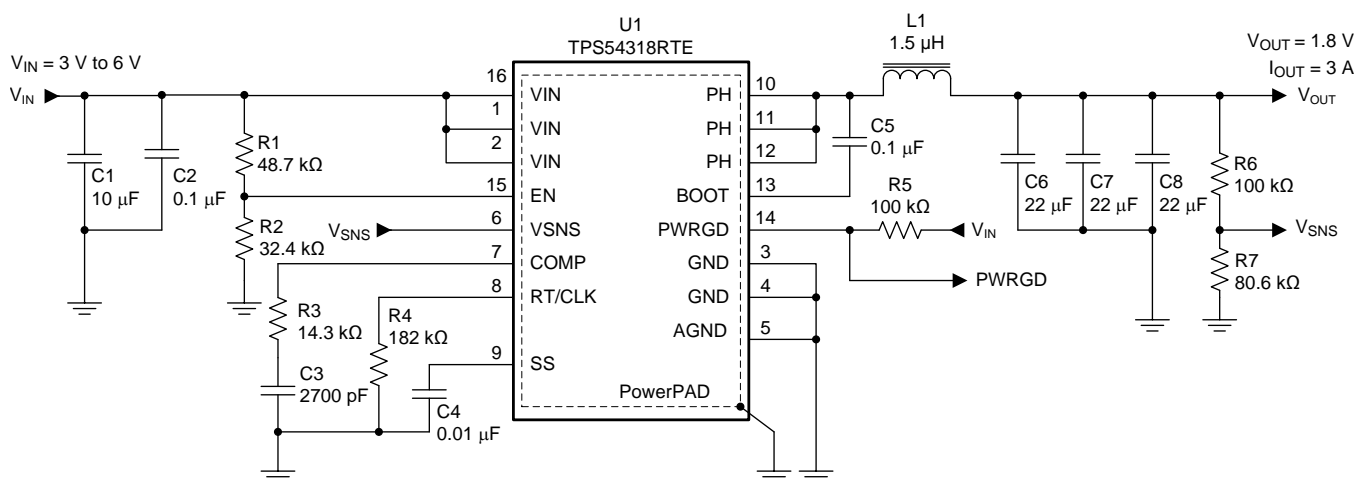 U1
TPS54318RTE
L1
1.5 µH
V_IN = 3 V to 6 V
V_IN
V_OUT = 1.8 V
I_OUT = 3 A
V_OUT
16
VIN
1
VIN
2
VIN
15
EN
6
VSNS
7
COMP
8
RT/CLK
9
SS
PH
10
PH
11
PH
12
BOOT
13
PWRGD
14
GND
3
GND
4
AGND
5
PowerPAD
C1
10 µF
C2
0.1 µF
R1
48.7 kΩ
R2
32.4 kΩ
V_SNS
R3
14.3 kΩ
C3
2700 pF
R4
182 kΩ
C4
0.01 µF
C5
0.1 µF
R5
100 kΩ
V_IN
PWRGD
C6
22 µF
C7
22 µF
C8
22 µF
R6
100 kΩ
V_SNS
R7
80.6 kΩ